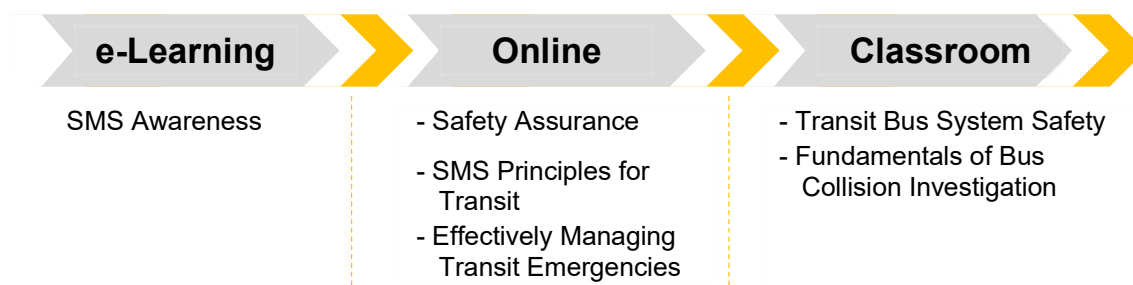 e-Learning
Online
Classroom
SMS Awareness
- Safety Assurance
- SMS Principles for
Transit
- Effectively Managing
Transit Emergencies
- Transit Bus System Safety
- Fundamentals of Bus
Collision Investigation